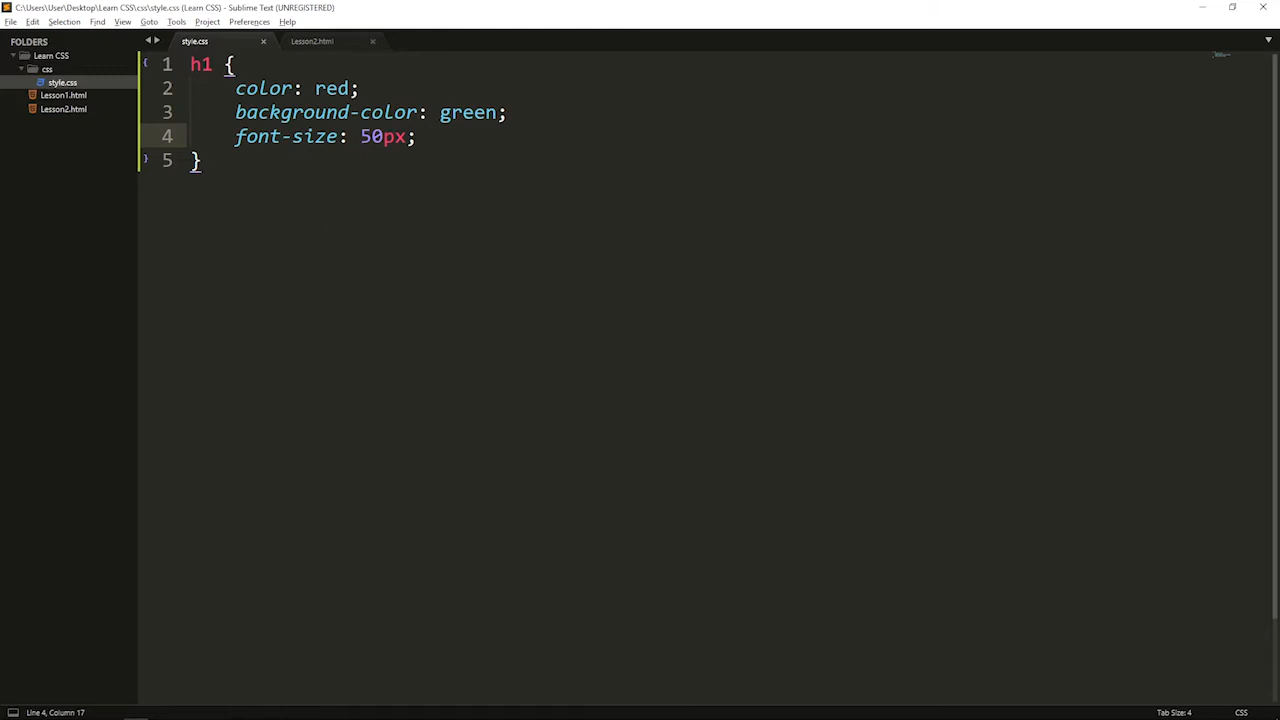 C:\Users\User\Desktop\Learn CSS\css\style.css (Learn CSS) - Sublime Text (UNREGISTERED)
File Edit Selection Find View Goto Tools Project Preferences Help
FOLDERS
Learn CSS
css
style.css
Lesson1.html
Lesson2.html
style.css
Lesson2.html
1 h1 {
2 color: red;
3 background-color: green;
4 font-size: 50px;
5 }
Line 4, Column 17
Tab Size: 4
CSS